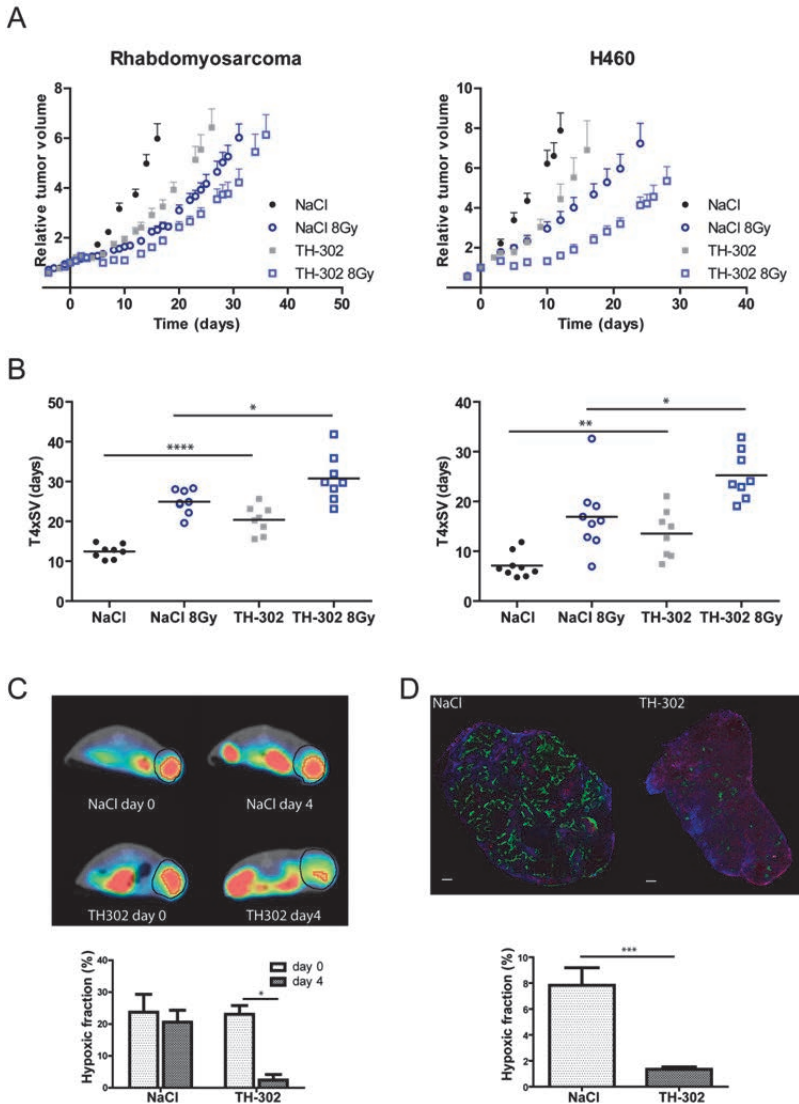 A
Rhabdomyosarcoma
H460
Relative tumor volume
8
6
4
2
0
10
20
30
40
50
Time (days)
NaCl
NaCl 8Gy
TH-302
TH-302 8Gy
Relative tumor volume
10
8
6
4
2
0
10
20
30
40
Time (days)
NaCl
NaCl 8Gy
TH-302
TH-302 8Gy
B
T4xSV (days)
50
40
30
20
10
0
****
*
NaCl
NaCl 8Gy
TH-302
TH-302 8Gy
T4xSV (days)
40
30
20
10
0
**
*
NaCl
NaCl 8Gy
TH-302
TH-302 8Gy
C
NaCl day 0
NaCl day 4
TH302 day 0
TH302 day4
Hypoxic fraction (%)
40
30
20
10
0
day 0
day 4
*
NaCl
TH-302
D
NaCl
TH-302
Hypoxic fraction (%)
10
8
6
4
2
0
***
NaCl
TH-302